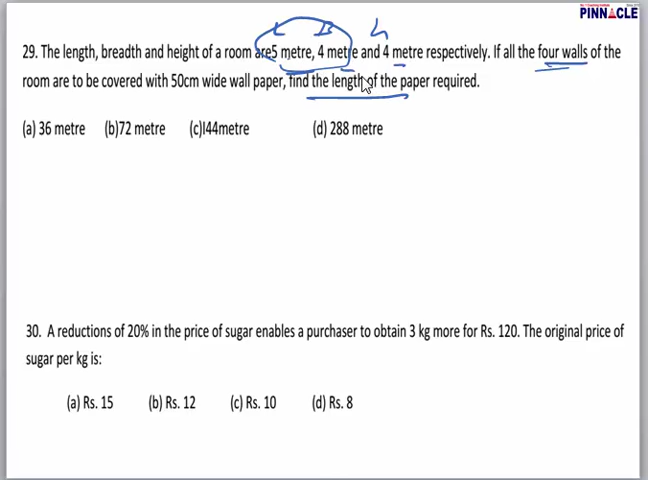 PINNACLE
L B h
29. The length, breadth and height of a room are5 metre, 4 metre and 4 metre respectively. If all the four walls of the
room are to be covered with 50cm wide wall paper, find the length of the paper required.
(a) 36 metre (b)72 metre (c)I44metre (d) 288 metre
30. A reductions of 20% in the price of sugar enables a purchaser to obtain 3 kg more for Rs. 120. The original price of
sugar per kg is:
(a) Rs. 15 (b) Rs. 12 (c) Rs. 10 (d) Rs. 8